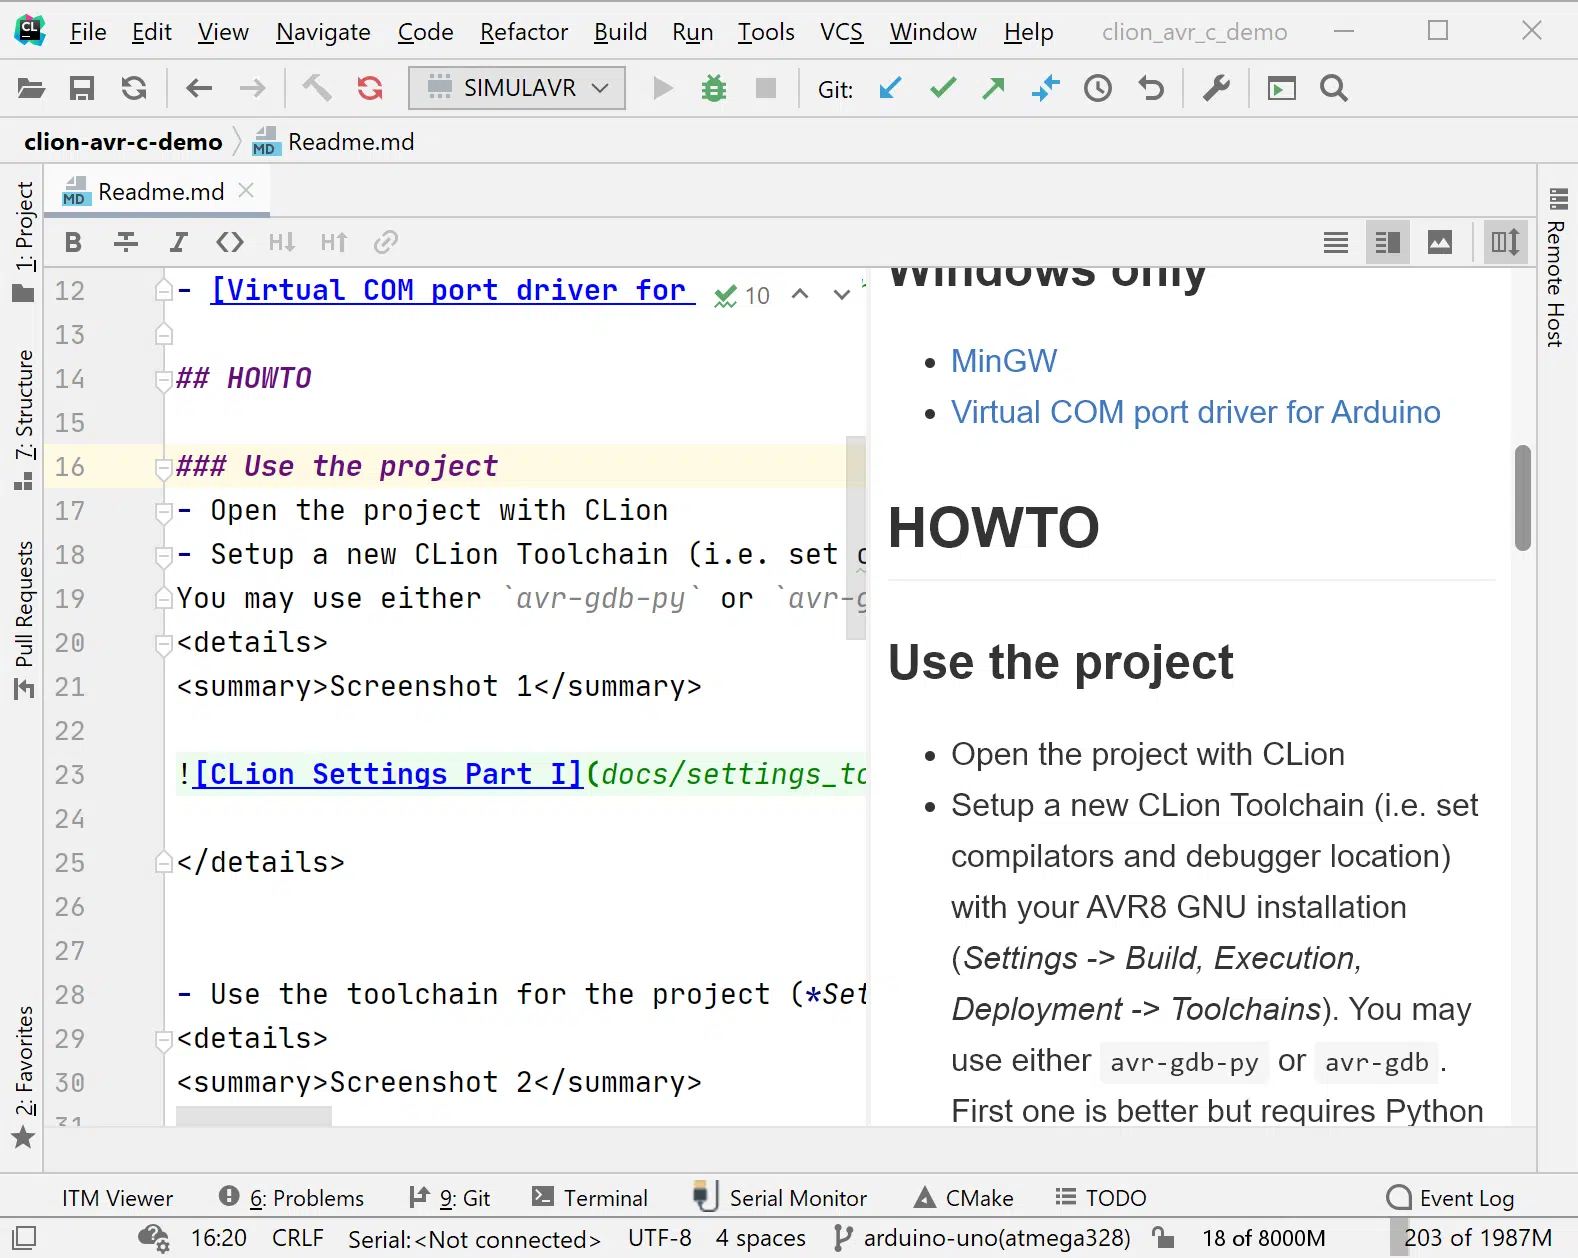 CL File Edit View Navigate Code Refactor Build Run Tools VCS Window Help clion_avr_c_demo
SIMULAVR Git:
clion-avr-c-demo MD Readme.md
MD Readme.md
1: Project
7: Structure
Pull Requests
2: Favorites
Remote Host
B I H H
12 - [Virtual COM port driver for
10
13
14 ## HOWTO
15
16 ### Use the project
17 - Open the project with CLion
18 - Setup a new CLion Toolchain (i.e. set
19 You may use either `avr-gdb-py` or `avr-g
20 <details>
21 <summary>Screenshot 1</summary>
22
23 ![CLion Settings Part I](docs/settings_to
24
25 </details>
26
27
28 - Use the toolchain for the project (*Set
29 <details>
30 <summary>Screenshot 2</summary>
31
Windows only
• MinGW
• Virtual COM port driver for Arduino
HOWTO
Use the project
• Open the project with CLion
• Setup a new CLion Toolchain (i.e. set
compilators and debugger location)
with your AVR8 GNU installation
(Settings -> Build, Execution,
Deployment -> Toolchains). You may
use either avr-gdb-py or avr-gdb.
First one is better but requires Python
ITM Viewer 6: Problems 9: Git Terminal Serial Monitor CMake TODO Event Log
16:20 CRLF Serial:<Not connected> UTF-8 4 spaces arduino-uno(atmega328) 18 of 8000M 203 of 1987M